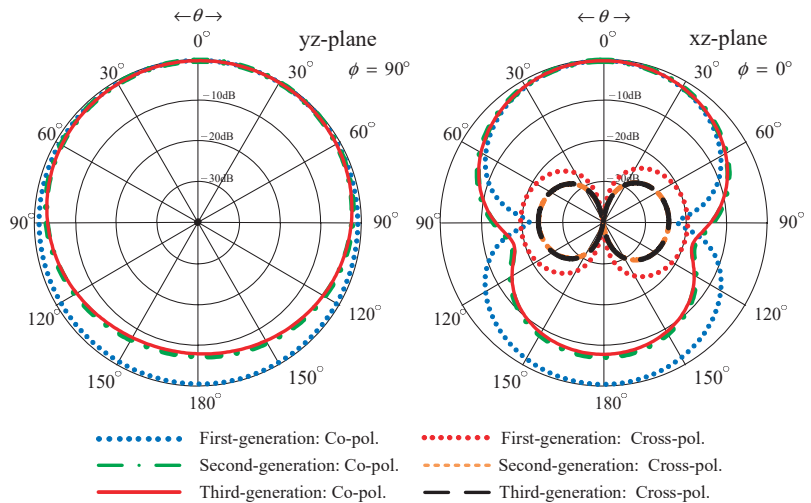 ←θ→
yz-plane
0°
ϕ = 90°
30°
30°
60°
60°
90°
90°
120°
120°
150°
150°
180°
−10dB
−20dB
−30dB
←θ→
xz-plane
0°
ϕ = 0°
30°
30°
60°
60°
90°
90°
120°
120°
150°
150°
180°
−10dB
−20dB
−30dB
First-generation: Co-pol.
First-generation: Cross-pol.
Second-generation: Co-pol.
Second-generation: Cross-pol.
Third-generation: Co-pol.
Third-generation: Cross-pol.